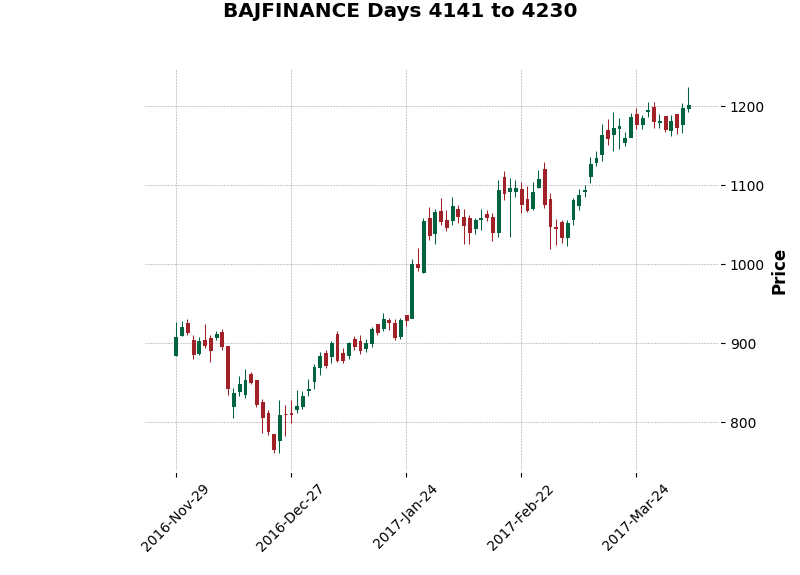 BAJFINANCE Days 4141 to 4230
1200
1100
1000
900
800
Price
2016-Nov-29
2016-Dec-27
2017-Jan-24
2017-Feb-22
2017-Mar-24